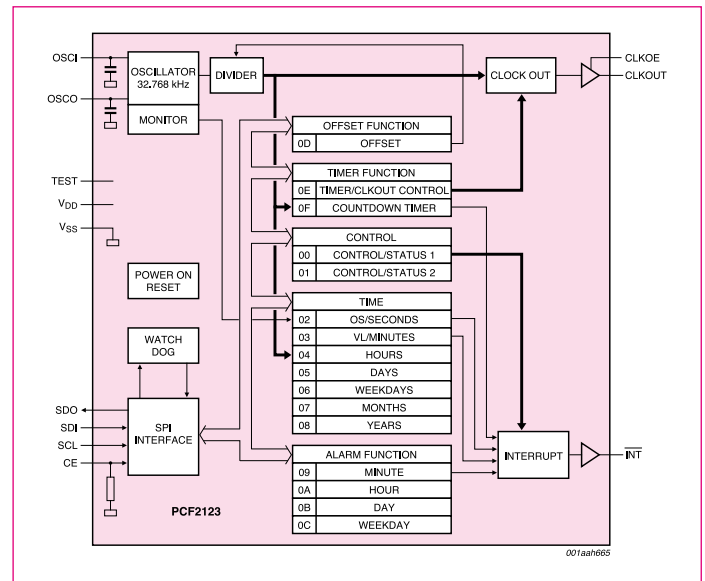 OSCI
OSCO
OSCILLATOR
32.768 kHz
MONITOR
DIVIDER
CLOCK OUT
CLKOE
CLKOUT
OFFSET FUNCTION
0D OFFSET
TEST
VDD
VSS
TIMER FUNCTION
0E TIMER/CLKOUT CONTROL
0F COUNTDOWN TIMER
CONTROL
00 CONTROL/STATUS 1
01 CONTROL/STATUS 2
POWER ON
RESET
TIME
02 OS/SECONDS
03 VL/MINUTES
04 HOURS
05 DAYS
06 WEEKDAYS
07 MONTHS
08 YEARS
WATCH
DOG
SDO
SDI
SCL
CE
SPI
INTERFACE
ALARM FUNCTION
09 MINUTE
0A HOUR
0B DAY
0C WEEKDAY
INTERRUPT
INT
PCF2123
001aah665